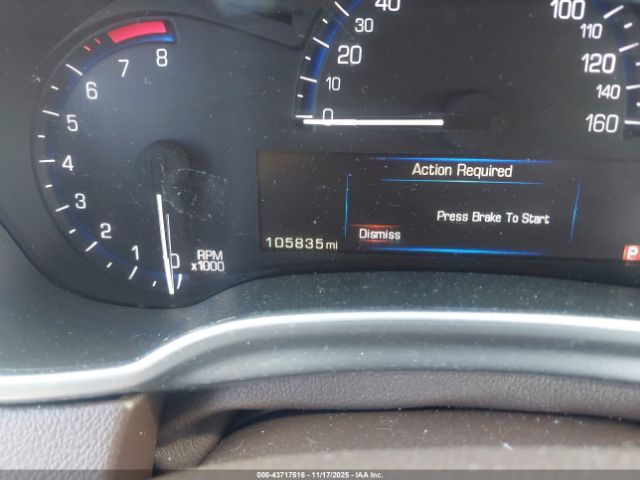 8
7
6
5
4
3
2
1
0
RPM
x1000
40
30
20
10
0
100
110
120
140
160
Action Required
Press Brake To Start
Dismiss
105835 mi
P
000-43717516 - 11/17/2025 - IAA Inc.